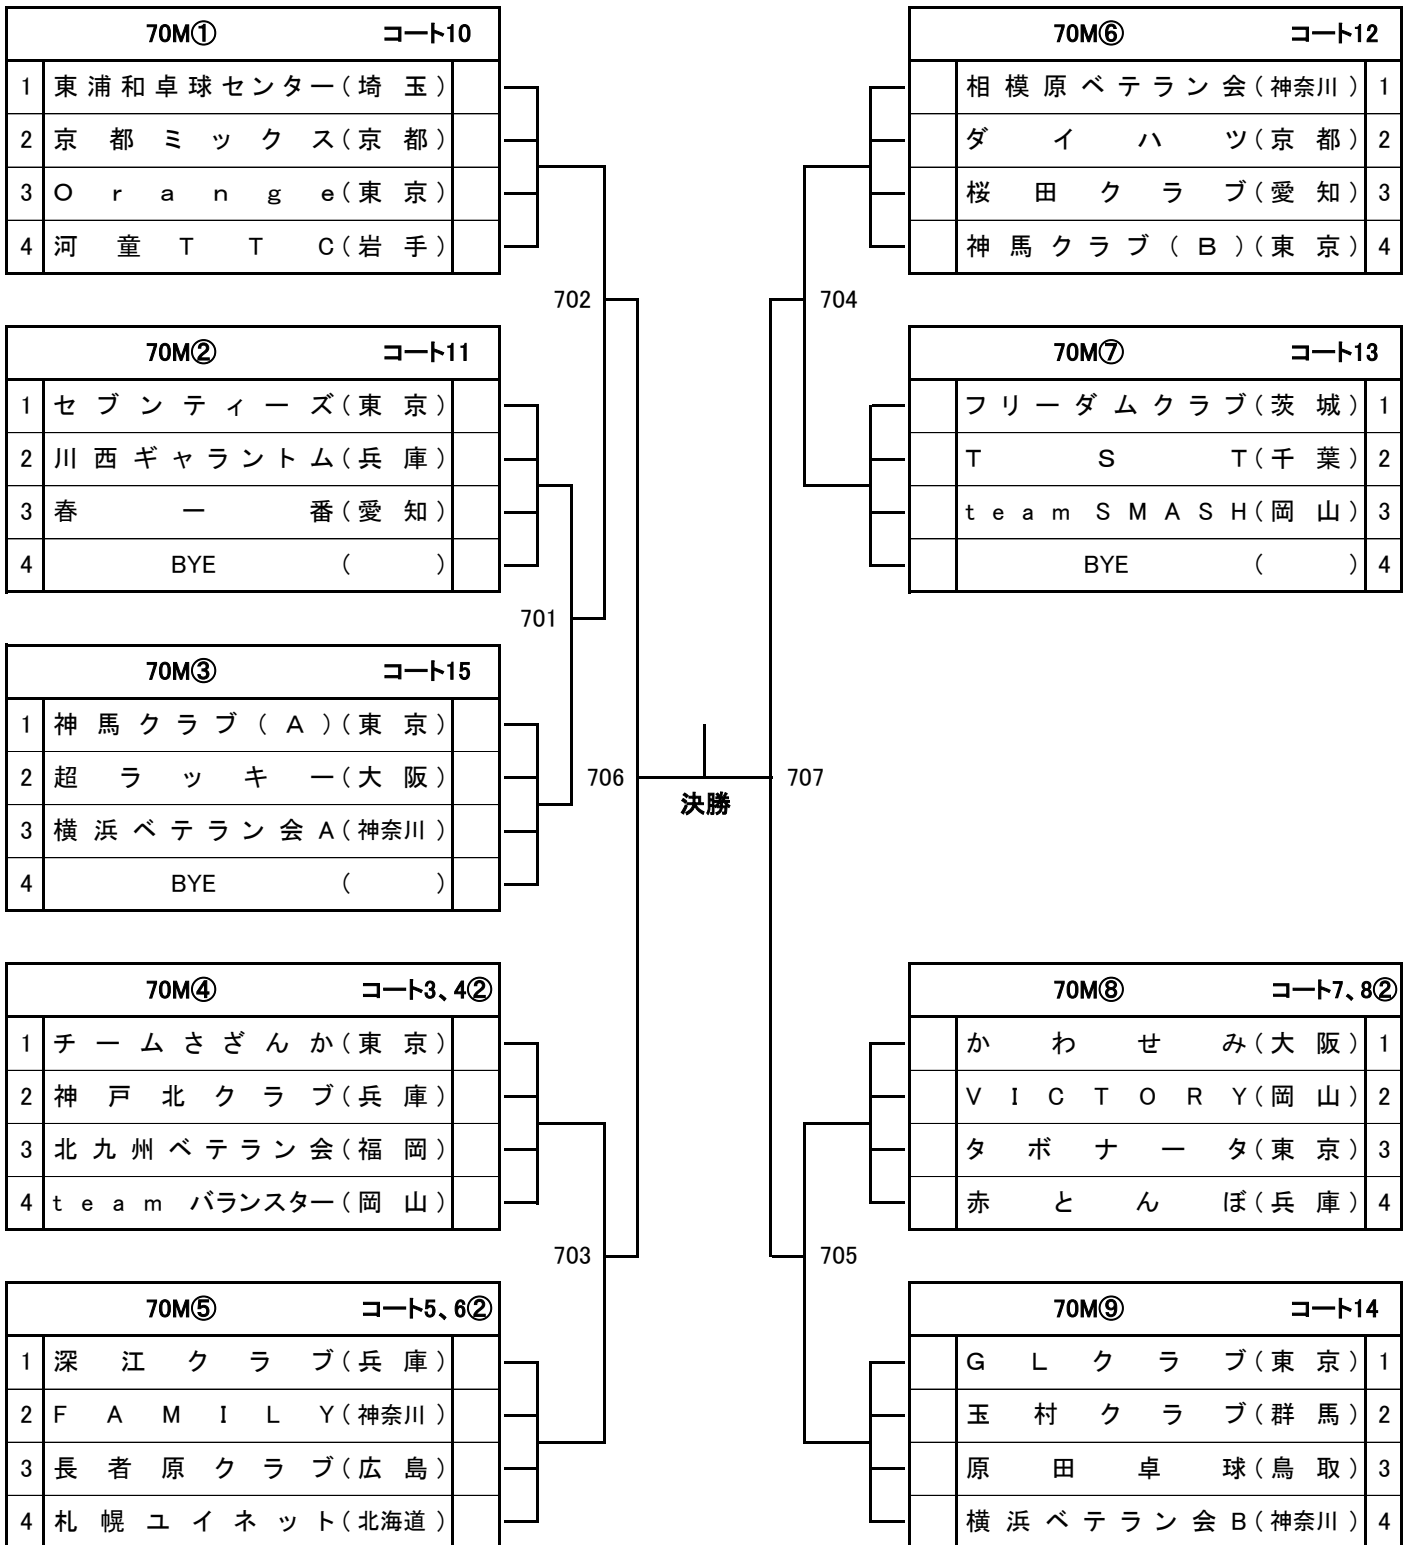 70M① コート10
1 東浦和卓球センター(埼玉)
2 京都ミックス(京都)
3 Orange(東京)
4 河童TTC(岩手)
702
70M② コート11
1 セブンティーズ(東京)
2 川西ギャラントム(兵庫)
3 春一番(愛知)
4 BYE ( )
701
70M③ コート15
1 神馬クラブ(A)(東京)
2 超ラッキー(大阪)
3 横浜ベテラン会A(神奈川)
4 BYE ( )
706
70M④ コート3、4②
1 チームさざんか(東京)
2 神戸北クラブ(兵庫)
3 北九州ベテラン会(福岡)
4 team バランスター(岡山)
703
70M⑤ コート5、6②
1 深江クラブ(兵庫)
2 FAMILY(神奈川)
3 長者原クラブ(広島)
4 札幌ユイネット(北海道)
決勝
70M⑥ コート12
相模原ベテラン会(神奈川) 1
ダイハツ(京都) 2
桜田クラブ(愛知) 3
神馬クラブ(B)(東京) 4
704
70M⑦ コート13
フリーダムクラブ(茨城) 1
TST(千葉) 2
team SMASH(岡山) 3
BYE ( ) 4
707
70M⑧ コート7、8②
かわせみ(大阪) 1
VICTORY(岡山) 2
タボナータ(東京) 3
赤とんぼ(兵庫) 4
705
70M⑨ コート14
GLクラブ(東京) 1
玉村クラブ(群馬) 2
原田卓球(鳥取) 3
横浜ベテラン会B(神奈川) 4